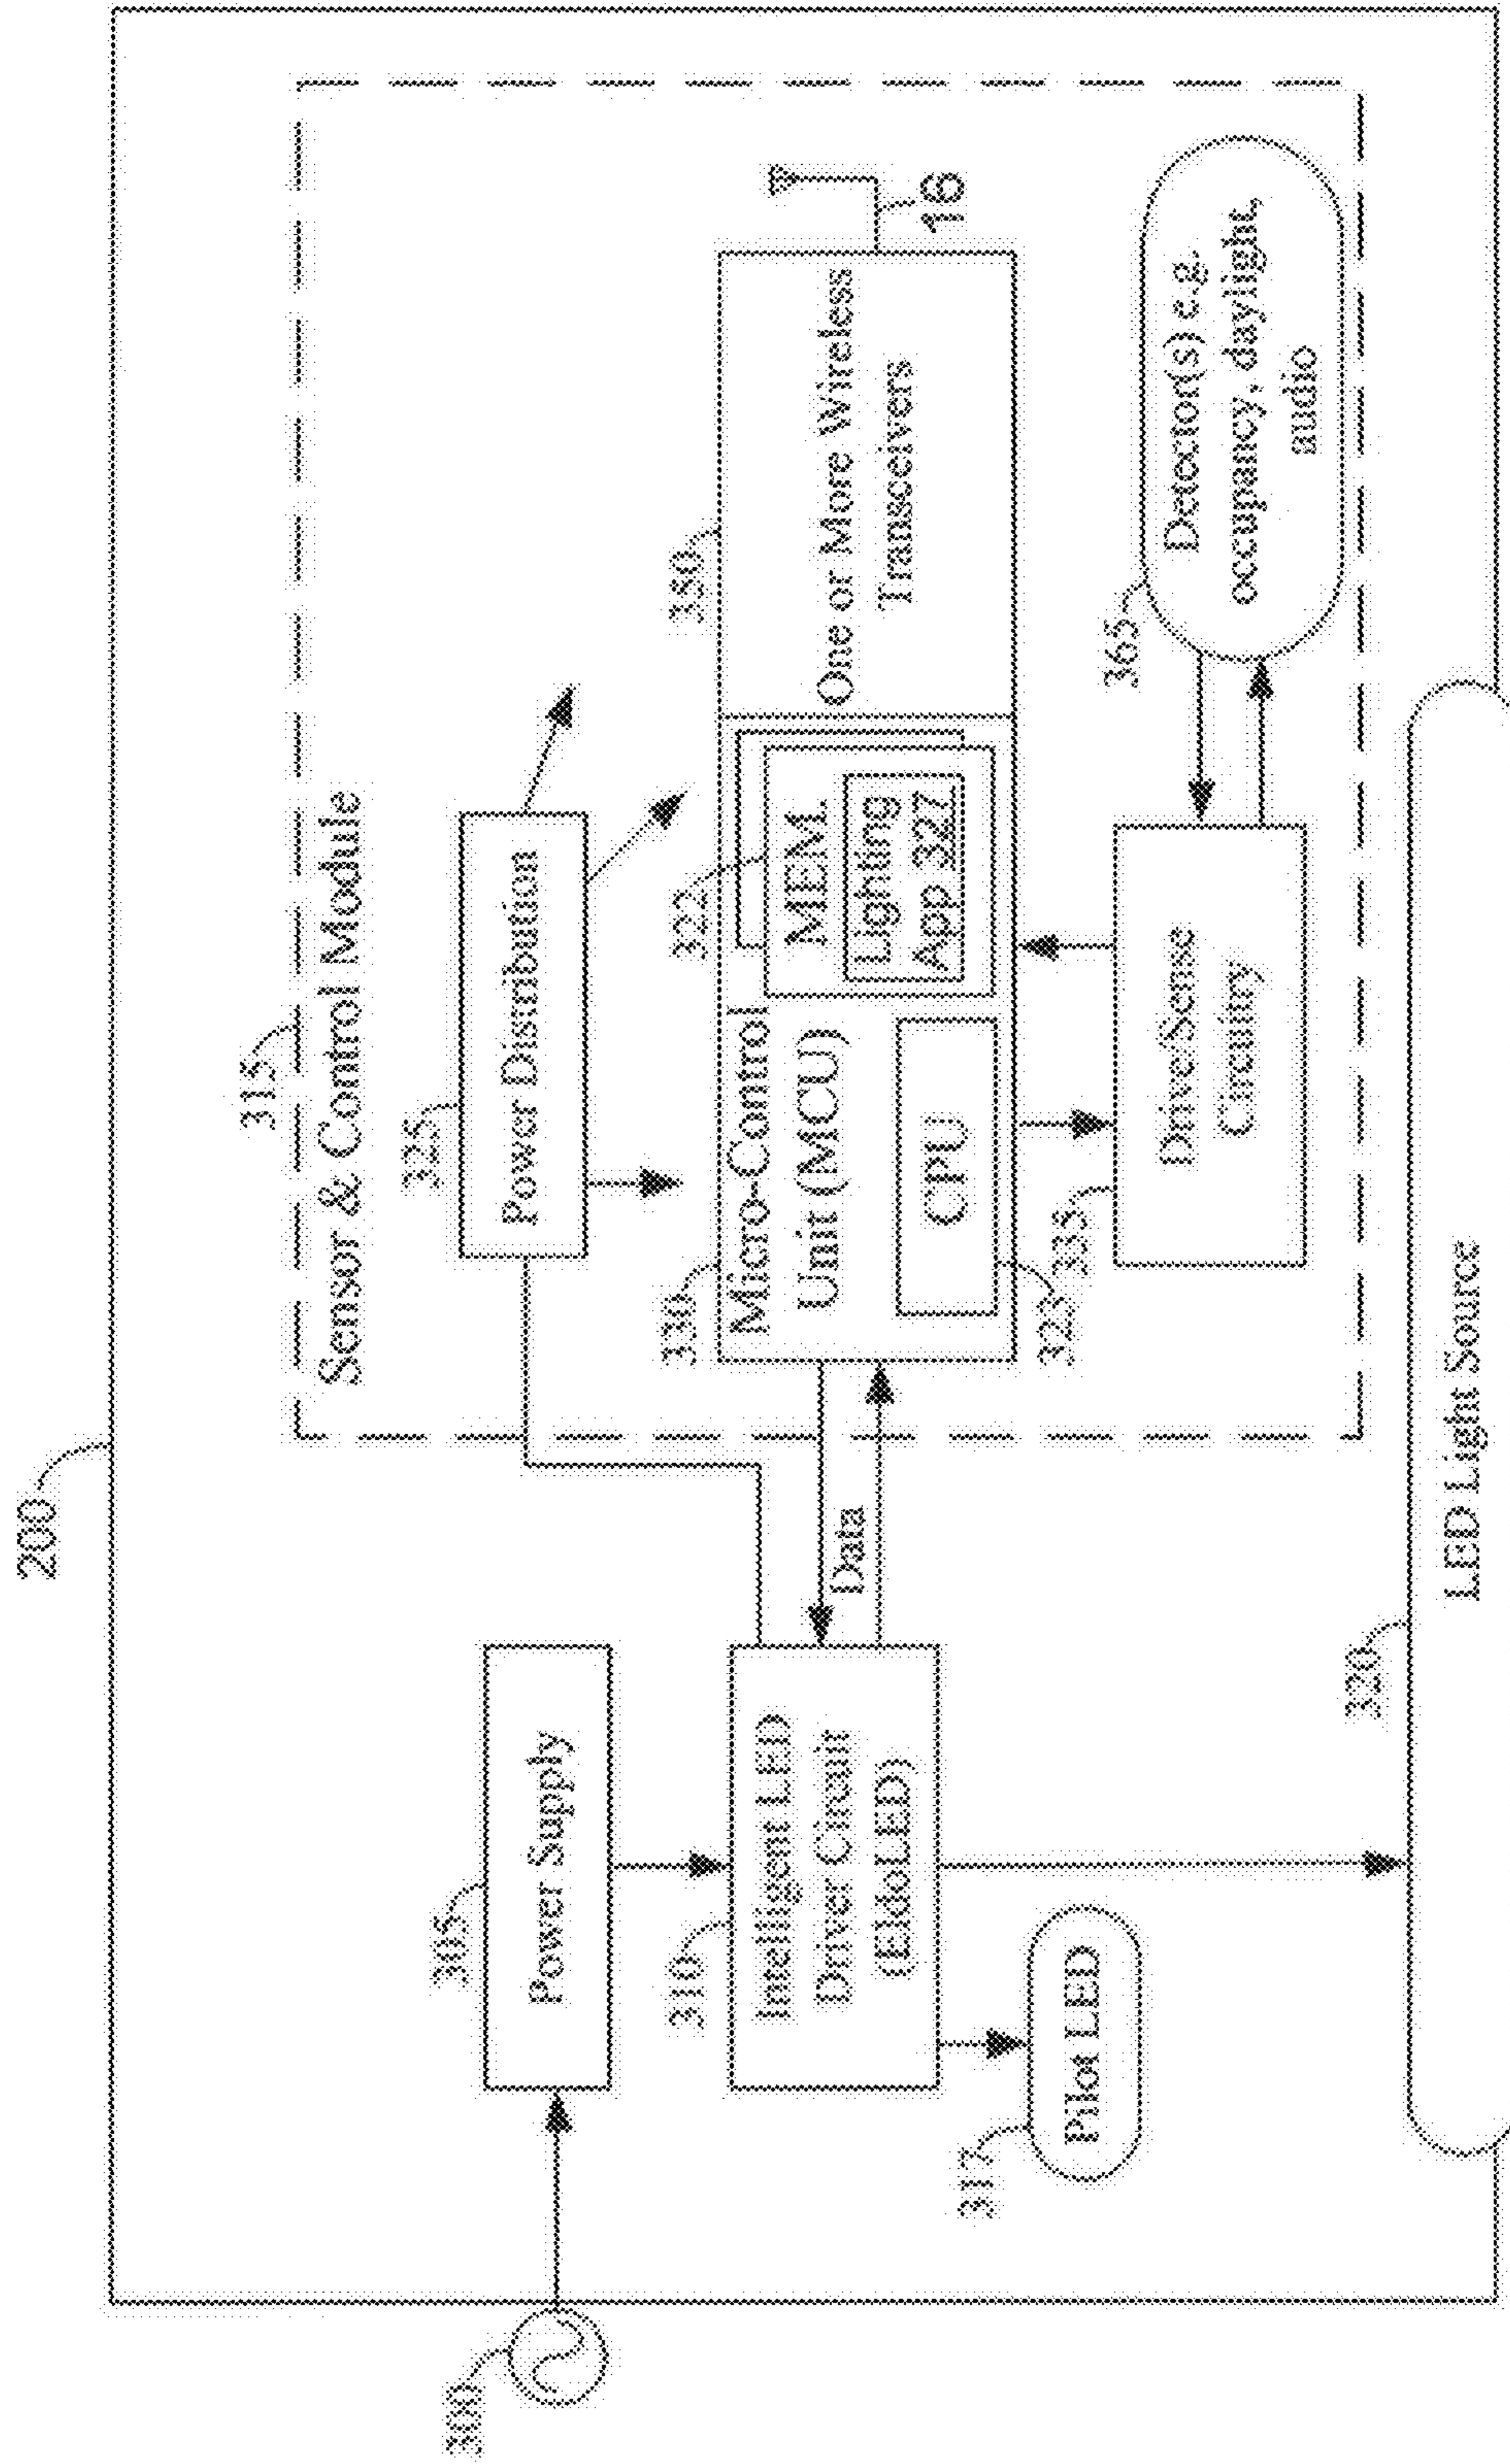 200
315
Sensor & Control Module
300
305
Power Supply
325
Power Distribution
310
Intelligent LED
Driver Circuit
(EldoLED)
Data
330
Micro-Control
Unit (MCU)
CPU
323
322
MEM.
Lighting
App 327
350
One or More Wireless
Transceivers
16
317
Pilot LED
335
Drive/Sense
Circuitry
365
Detector(s) e.g.
occupancy, daylight,
audio
320
LED Light Source